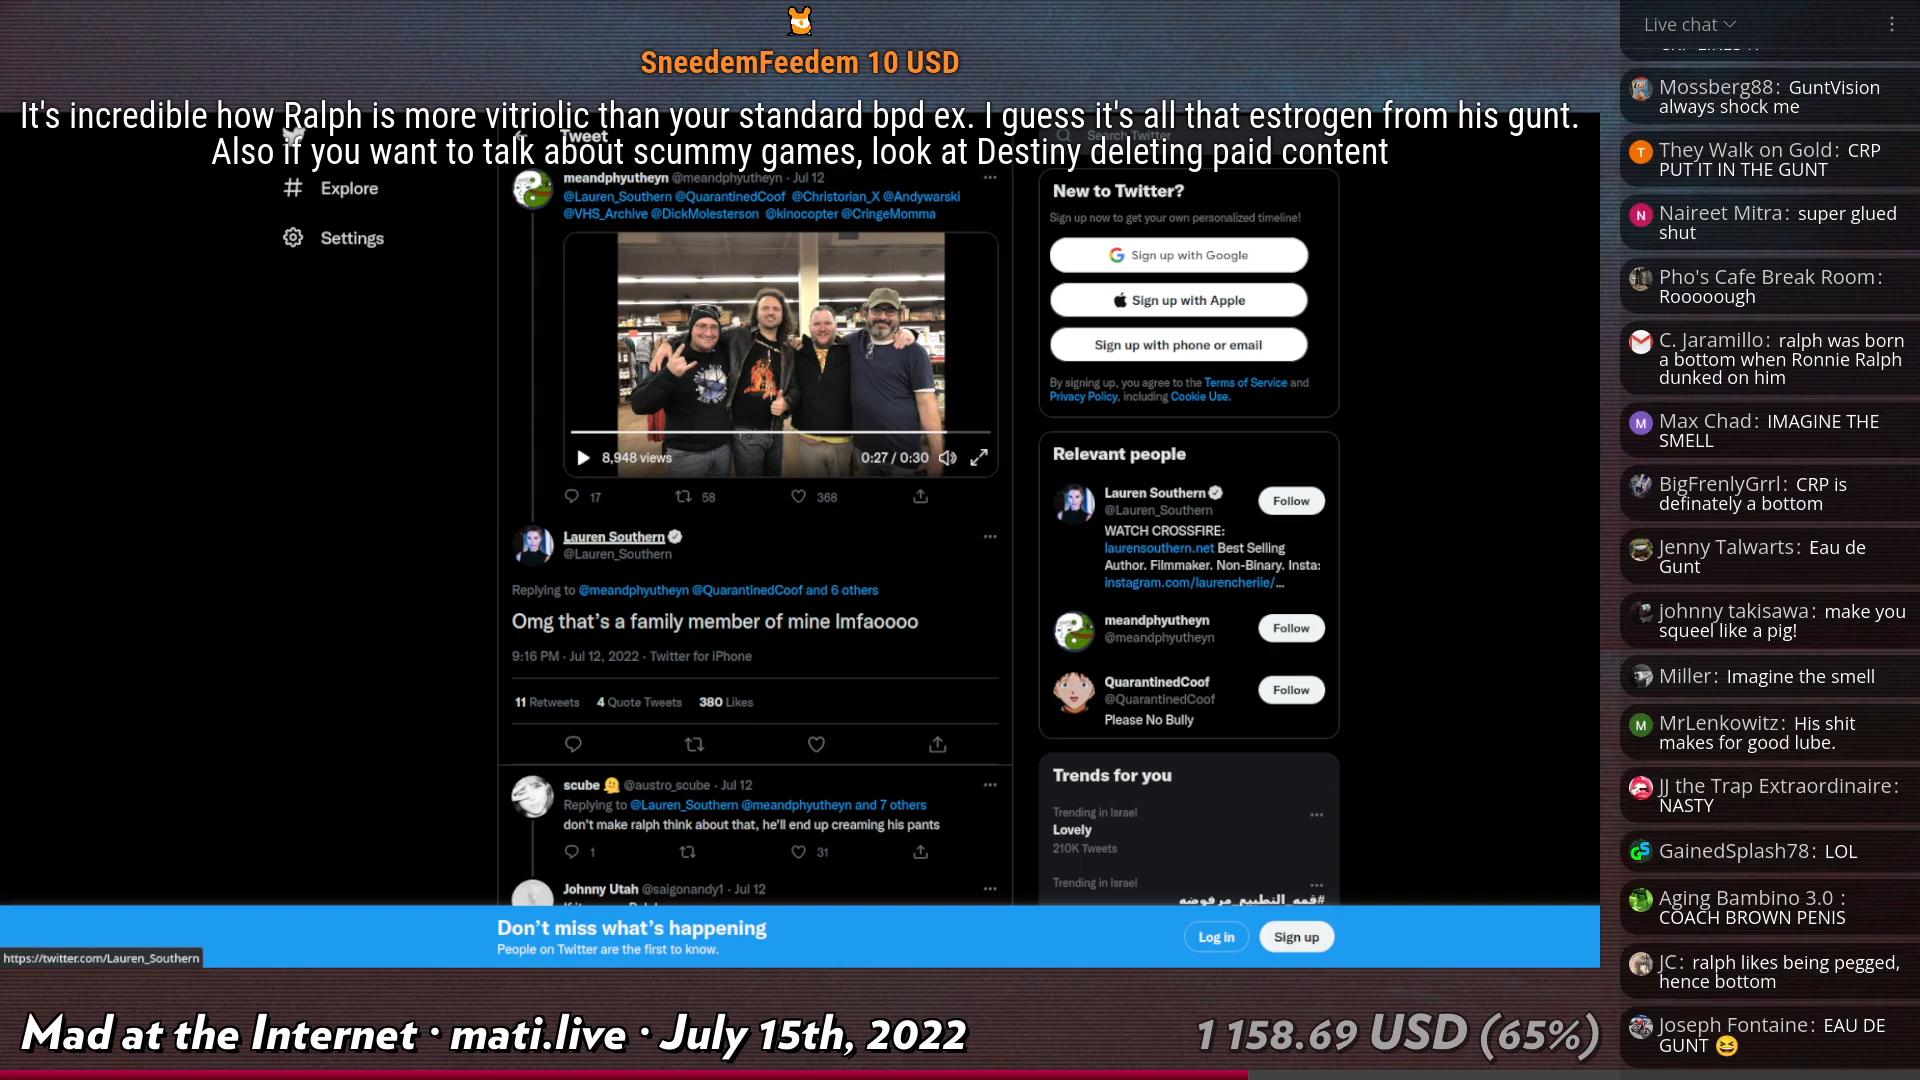 SneedemFeedem 10 USD
It's incredible how Ralph is more vitriolic than your standard bpd ex. I guess it's all that estrogen from his gunt.
Also if you want to talk about scummy games, look at Destiny deleting paid content
Explore
Settings
Tweet
meandphyutheyn @meandphyutheyn · Jul 12
@Lauren_Southern @QuarantinedCoof @Christorian_X @Andywarski
@VHS_Archive @DickMolesterson @kinocopter @CringeMomma
8,948 views
0:27 / 0:30
17
58
368
Lauren Southern
@Lauren_Southern
Replying to @meandphyutheyn @QuarantinedCoof and 6 others
Omg that's a family member of mine lmfaoooo
9:16 PM · Jul 12, 2022 · Twitter for iPhone
11 Retweets 4 Quote Tweets 380 Likes
scube @austro_scube · Jul 12
Replying to @Lauren_Southern @meandphyutheyn and 7 others
don't make ralph think about that, he'll end up creaming his pants
1
31
Johnny Utah @saigonandy1 · Jul 12
Search Twitter
New to Twitter?
Sign up now to get your own personalized timeline!
Sign up with Google
Sign up with Apple
Sign up with phone or email
By signing up, you agree to the Terms of Service and
Privacy Policy, including Cookie Use.
Relevant people
Lauren Southern
@Lauren_Southern
Follow
WATCH CROSSFIRE:
laurensouthern.net Best Selling
Author. Filmmaker. Non-Binary. Insta:
instagram.com/laurencheriie/...
meandphyutheyn
@meandphyutheyn
Follow
QuarantinedCoof
@QuarantinedCoof
Follow
Please No Bully
Trends for you
Trending in Israel
Lovely
210K Tweets
Trending in Israel
#قمه_التطبيع_مرفوضه
Don't miss what's happening
People on Twitter are the first to know.
Log in
Sign up
https://twitter.com/Lauren_Southern
Mad at the Internet · mati.live · July 15th, 2022
1 158.69 USD (65%)
Live chat
Mossberg88: GuntVision
always shock me
They Walk on Gold: CRP
PUT IT IN THE GUNT
Naireet Mitra: super glued
shut
Pho's Cafe Break Room:
Rooooough
C. Jaramillo: ralph was born
a bottom when Ronnie Ralph
dunked on him
Max Chad: IMAGINE THE
SMELL
BigFrenlyGrrl: CRP is
definately a bottom
Jenny Talwarts: Eau de
Gunt
johnny takisawa: make you
squeel like a pig!
Miller: Imagine the smell
MrLenkowitz: His shit
makes for good lube.
JJ the Trap Extraordinaire:
NASTY
GainedSplash78: LOL
Aging Bambino 3.0 :
COACH BROWN PENIS
JC: ralph likes being pegged,
hence bottom
Joseph Fontaine: EAU DE
GUNT 😆